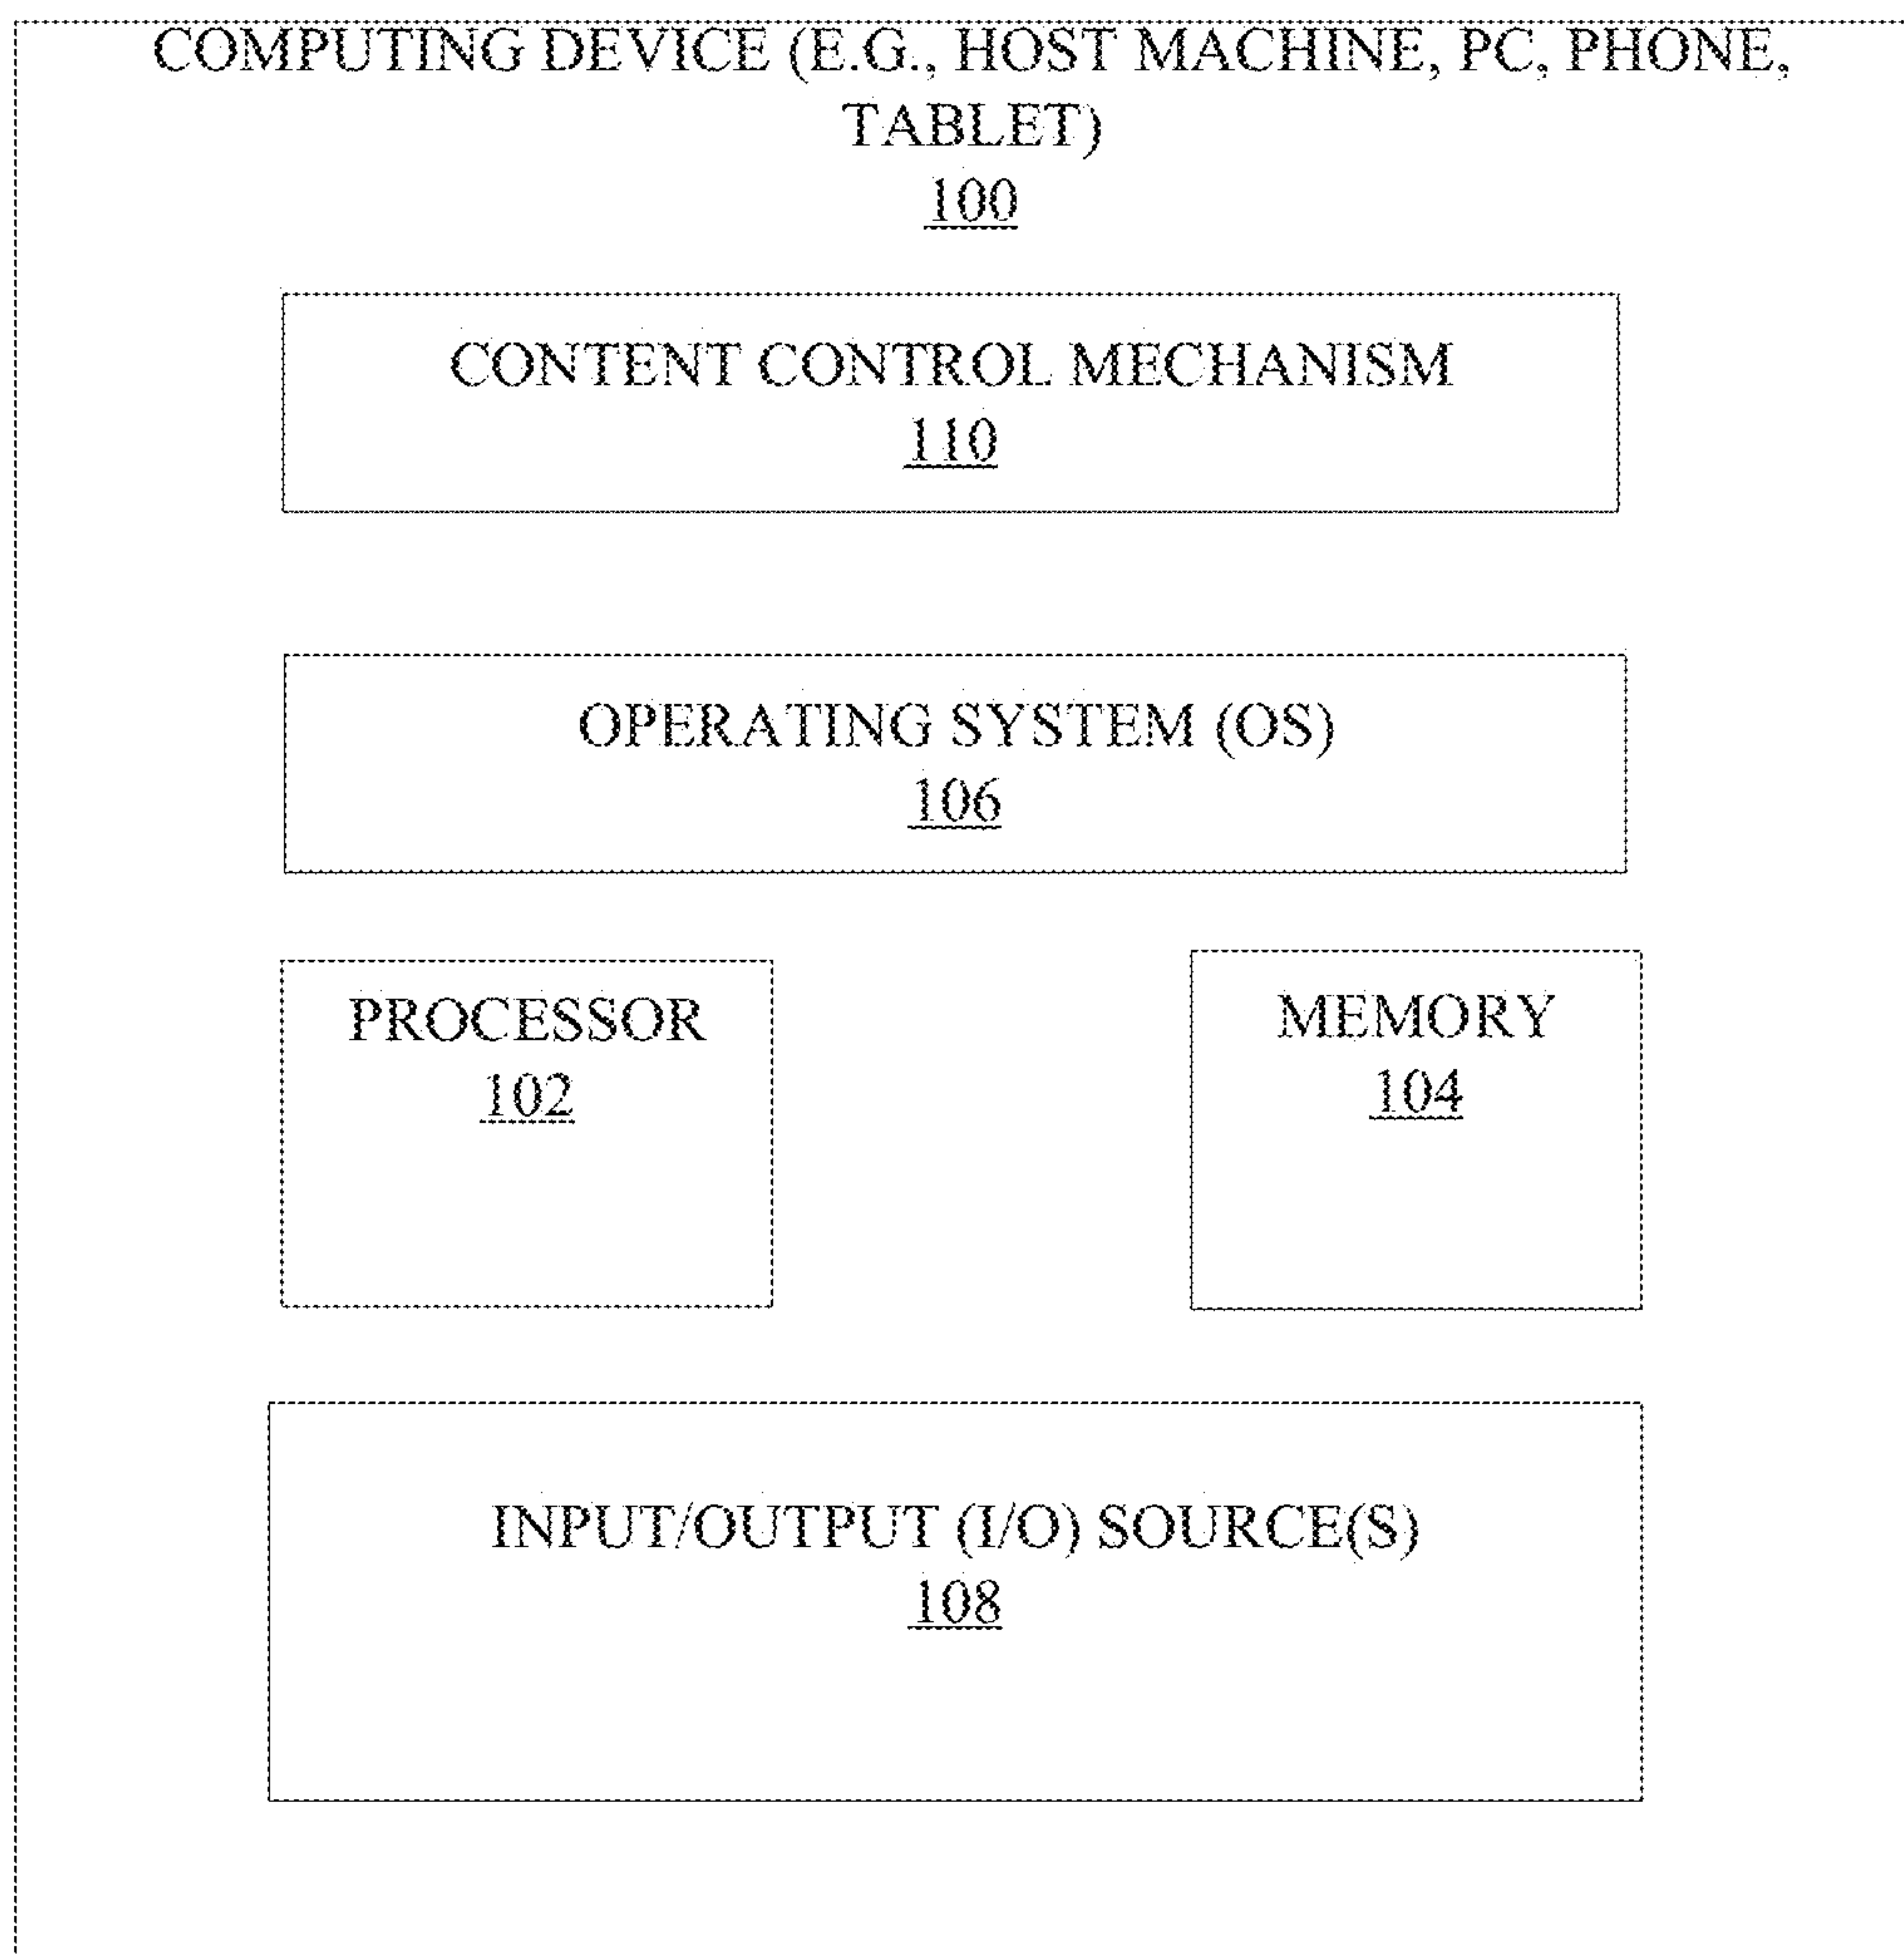 COMPUTING DEVICE (E.G., HOST MACHINE, PC, PHONE,
TABLET)
100
CONTENT CONTROL MECHANISM
110
OPERATING SYSTEM (OS)
106
PROCESSOR
102
MEMORY
104
INPUT/OUTPUT (I/O) SOURCE(S)
108